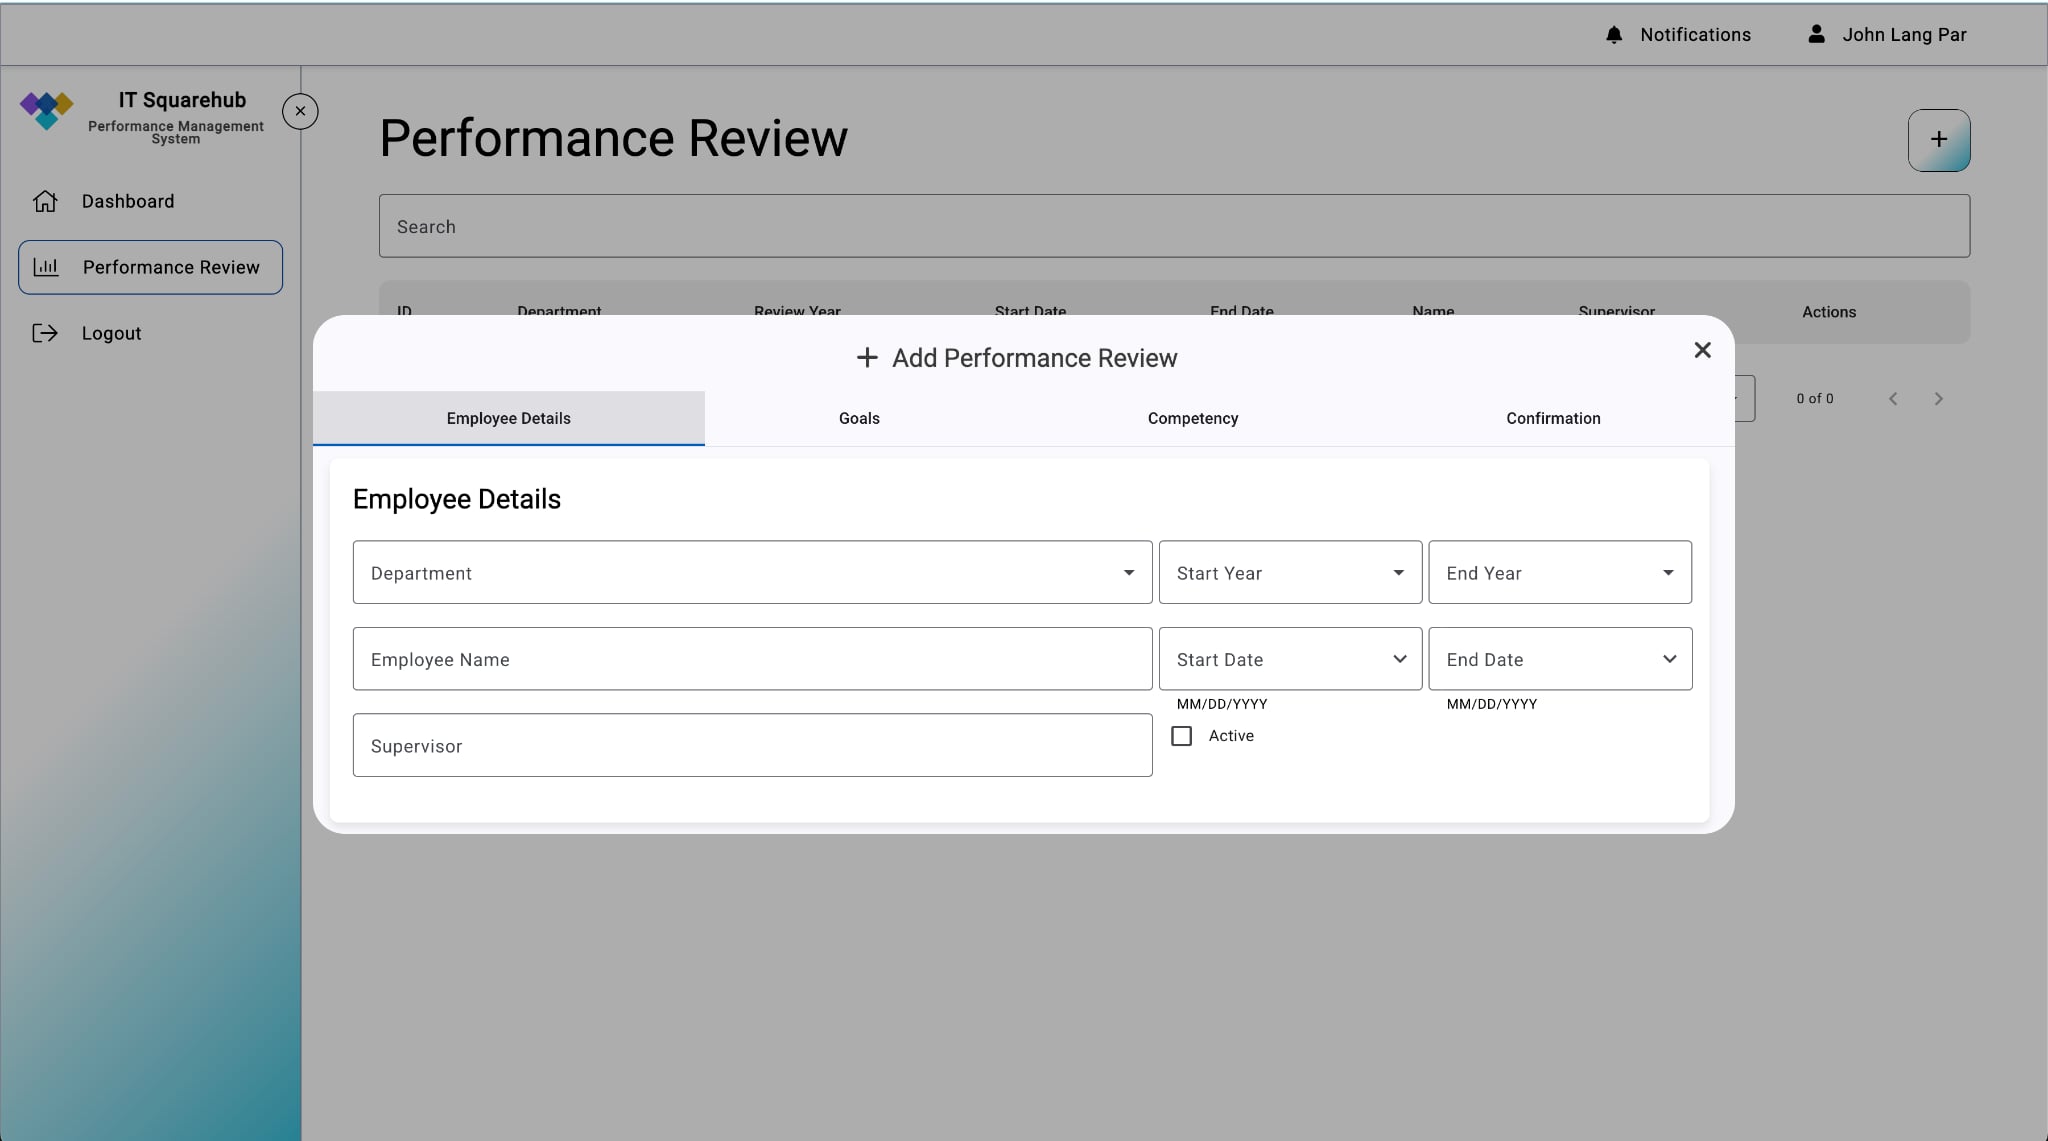 Notifications
John Lang Par
IT Squarehub
Performance Management
System
Dashboard
Performance Review
Logout
Performance Review
+
Search
ID Department Review Year Start Date End Date Name Supervisor Actions
0 of 0
+ Add Performance Review
Employee Details Goals Competency Confirmation
Employee Details
Department Start Year End Year
Employee Name Start Date End Date
MM/DD/YYYY MM/DD/YYYY
Supervisor
Active